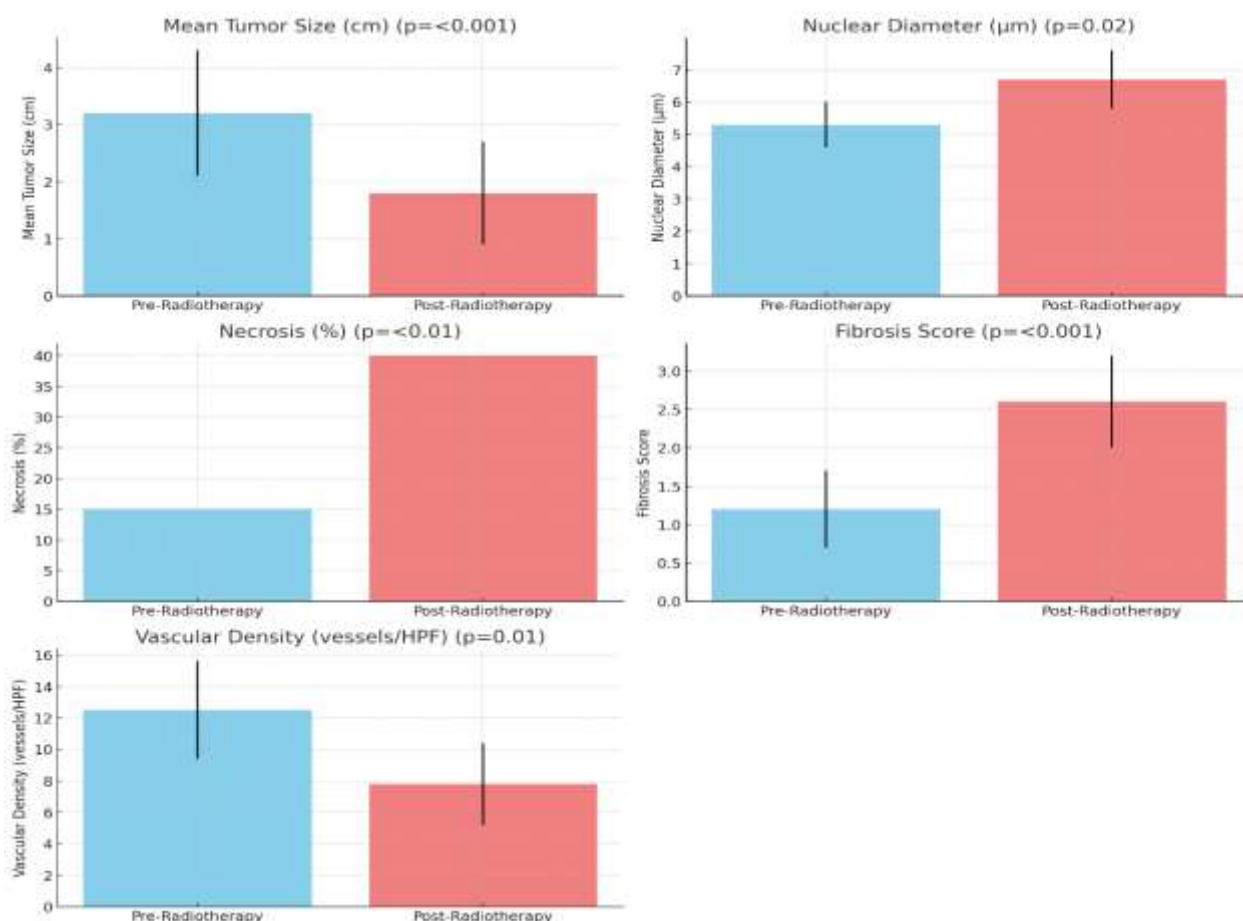 Mean Tumor Size (cm) (p=<0.001)
Mean Tumor Size (cm)
4
3
2
1
0
Pre-Radiotherapy
Post-Radiotherapy
Nuclear Diameter (µm) (p=0.02)
Nuclear Diameter (µm)
7
6
5
4
3
2
1
0
Pre-Radiotherapy
Post-Radiotherapy
Necrosis (%) (p=<0.01)
Necrosis (%)
40
35
30
25
20
15
10
5
0
Pre-Radiotherapy
Post-Radiotherapy
Fibrosis Score (p=<0.001)
Fibrosis Score
3.0
2.5
2.0
1.5
1.0
0.5
0.0
Pre-Radiotherapy
Post-Radiotherapy
Vascular Density (vessels/HPF) (p=0.01)
Vascular Density (vessels/HPF)
16
14
12
10
8
6
4
2
0
Pre-Radiotherapy
Post-Radiotherapy